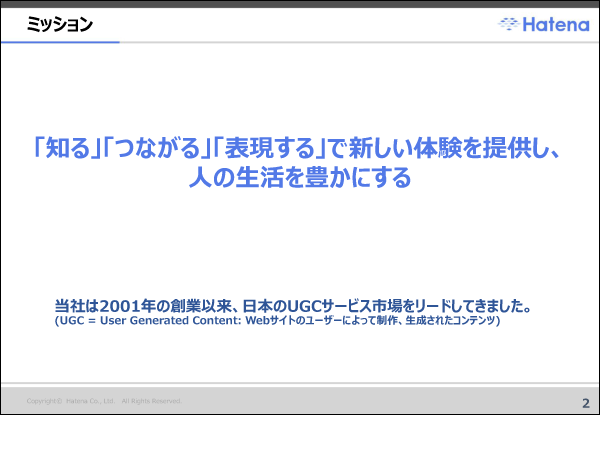 ミッション
Hatena
「知る」「つながる」「表現する」で新しい体験を提供し、
人の生活を豊かにする
当社は2001年の創業以来、日本のUGCサービス市場をリードしてきました。
(UGC = User Generated Content: Webサイトのユーザーによって制作、生成されたコンテンツ)
Copyright© Hatena Co., Ltd. All Rights Reserved.
2